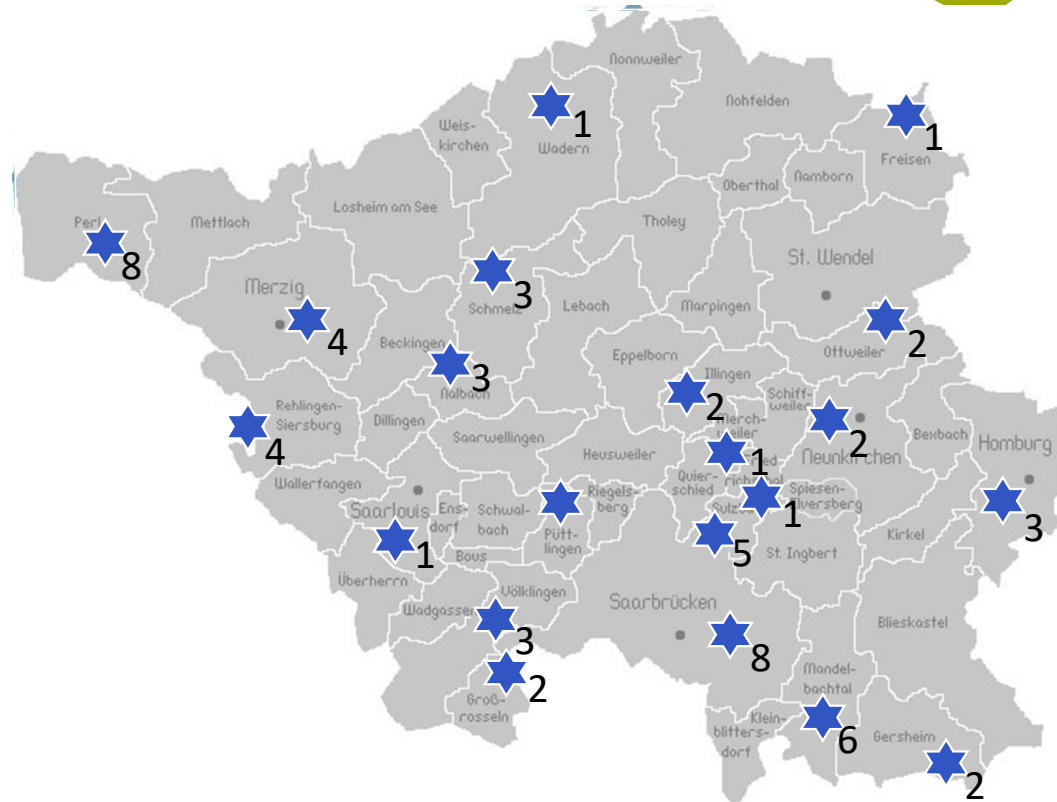 Nonnweiler
Nohfelden
Weis-
kirchen
1
Wadern
1
Freisen
Oberthal
Namborn
Losheim am See
Perl
8
Mettlach
Tholey
St. Wendel
Merzig
4
3
Schmelz
Lebach
Marpingen
Beckingen
3
Nalbach
Eppelborn
Illingen
2
2
Ottweiler
Schiff-
weiler
Merch-
weiler
2
Neunkirchen
Bexbach
Homburg
3
Rehlingen-
Siersburg
4
Dillingen
Saarwellingen
Heusweiler
1
Quier-
schied
Wallerfangen
Saarlouis
1
Ens-
dorf
Schwal-
bach
Bous
Pütt-
lingen
Riegels-
berg
5
1
Spiesen-
Elversberg
St. Ingbert
Kirkel
Überherrn
Wadgassen
Völklingen
3
Saarbrücken
8
Blieskastel
Groß-
rosseln
2
Mandel-
bachtal
6
Klein-
blitters-
dorf
Gersheim
2